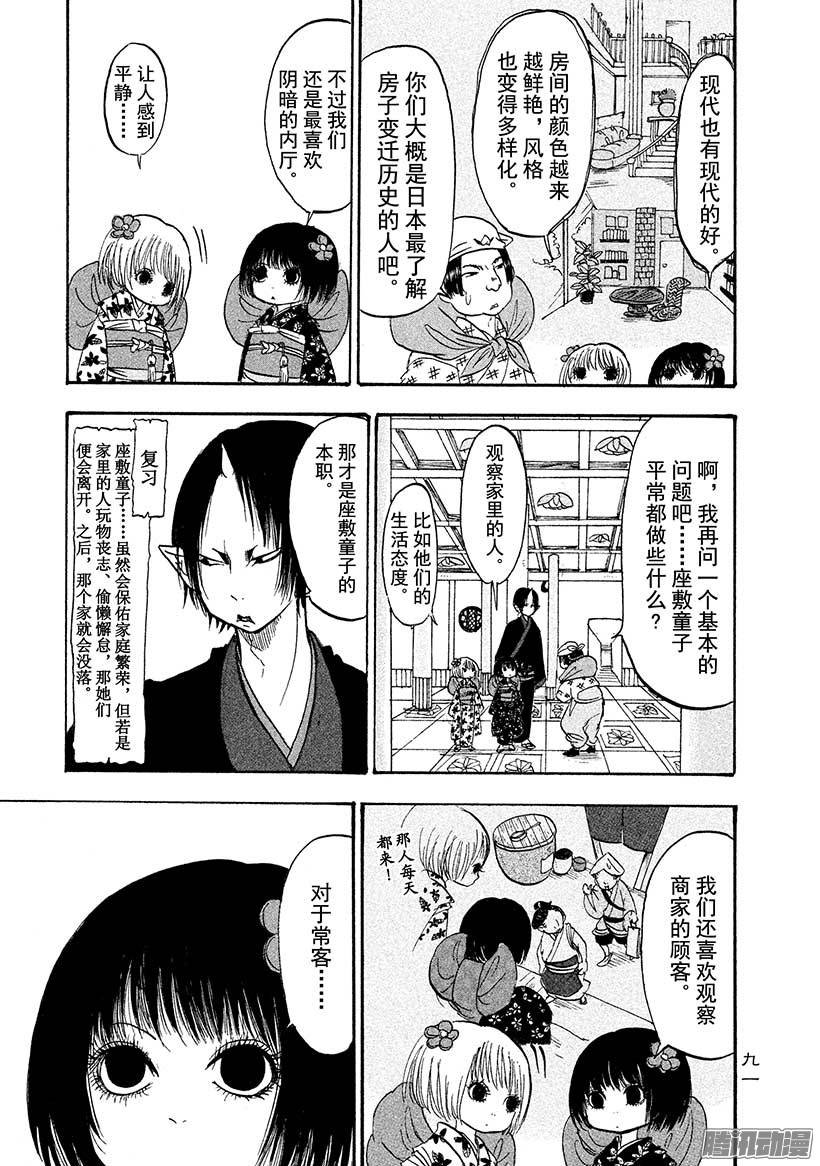 现代也有现代的好。
房间的颜色越来
越鲜艳，风格
也变得多样化。
你们大概是日本最了解
房子变迁历史的人吧。
不过我们
还是最喜欢
阴暗的内厅。
让人感到
平静……
啊，我再问一个基本的
问题吧……座敷童子
平常都做些什么？
观察家里的人。
比如他们的
生活态度。
那才是座敷童子的
本职。
复习
座敷童子……虽然会保佑家庭繁荣，但若是
家里的人玩物丧志、偷懒懈怠，那她们
便会离开。之后，那个家就会没落。
我们还喜欢观察
商家的顾客。
那人每天
都来！
对于常客……
九一
腾讯动漫